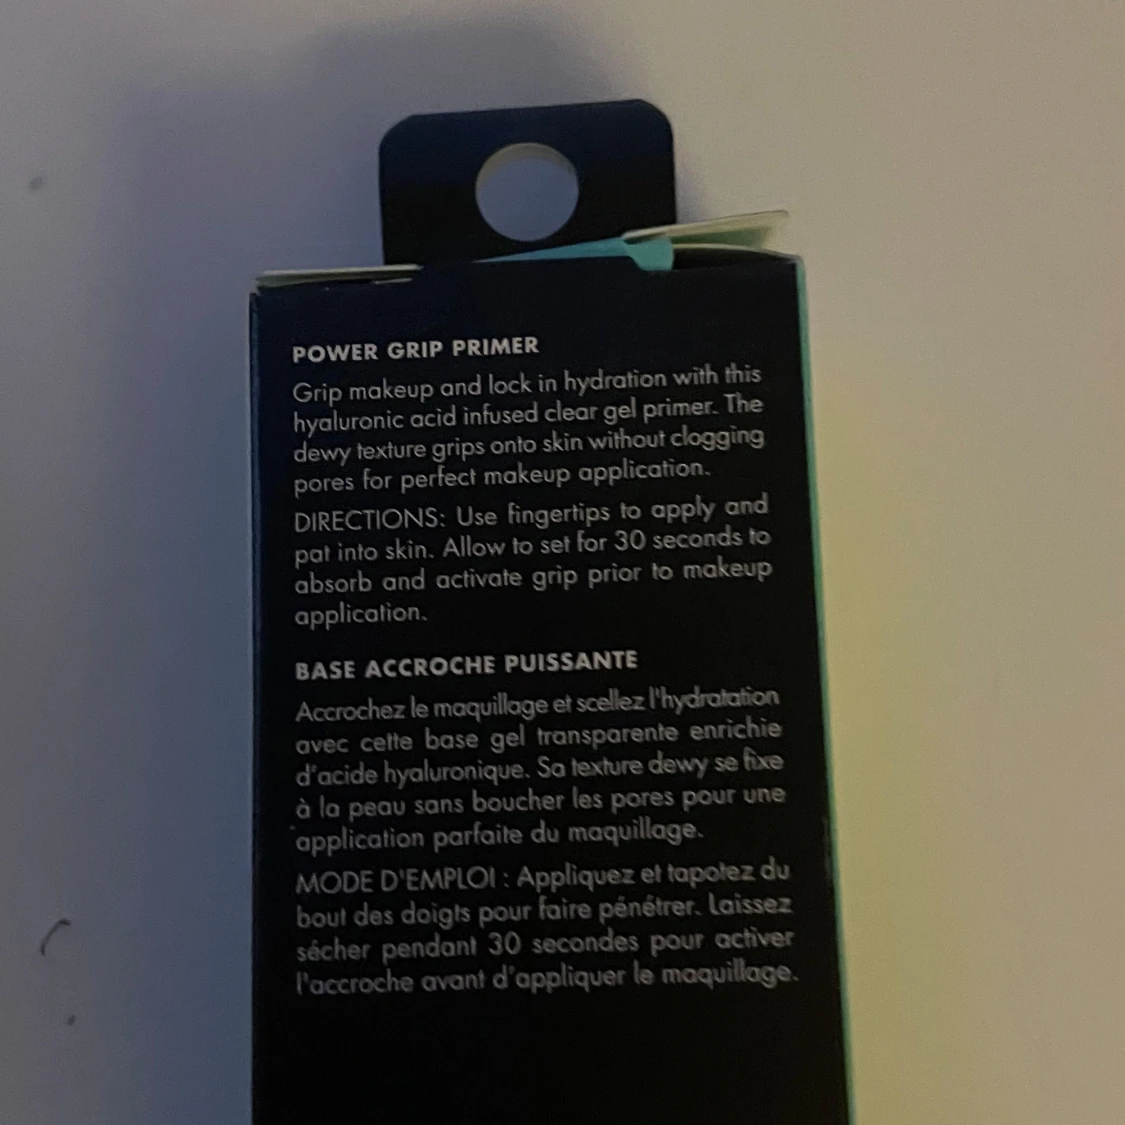 POWER GRIP PRIMER
Grip makeup and lock in hydration with this
hyaluronic acid infused clear gel primer. The
dewy texture grips onto skin without clogging
pores for perfect makeup application.
DIRECTIONS: Use fingertips to apply and
pat into skin. Allow to set for 30 seconds to
absorb and activate grip prior to makeup
application.
BASE ACCROCHE PUISSANTE
Accrochez le maquillage et scellez l'hydratation
avec cette base gel transparente enrichie
d'acide hyaluronique. Sa texture dewy se fixe
à la peau sans boucher les pores pour une
application parfaite du maquillage.
MODE D'EMPLOI : Appliquez et tapotez du
bout des doigts pour faire pénétrer. Laissez
sécher pendant 30 secondes pour activer
l'accroche avant d'appliquer le maquillage.